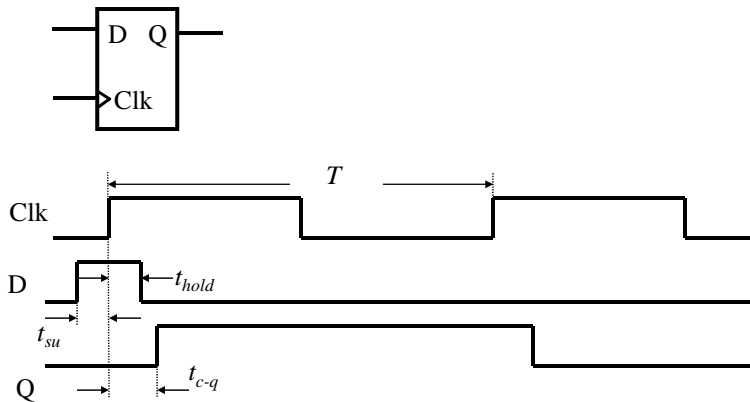 D Q
Clk
T
Clk
D
t_hold
t_su
Q
t_c-q